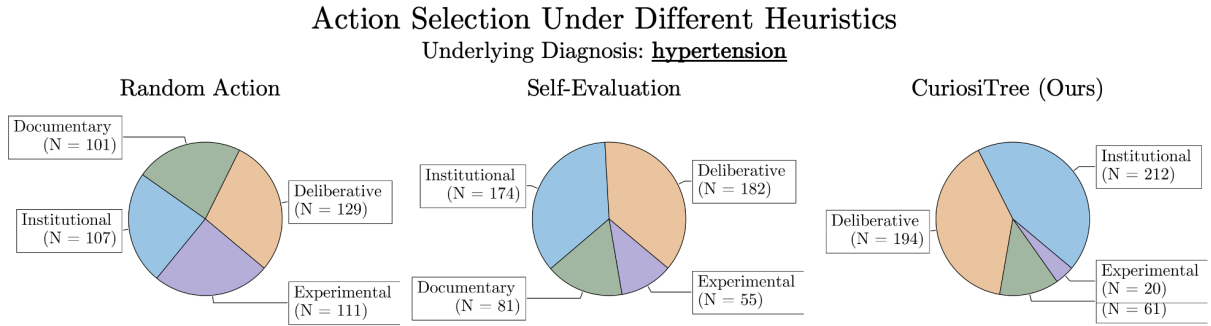 Action Selection Under Different Heuristics
Underlying Diagnosis: hypertension
Random Action
Documentary
(N = 101)
Deliberative
(N = 129)
Institutional
(N = 107)
Experimental
(N = 111)
Self-Evaluation
Institutional
(N = 174)
Deliberative
(N = 182)
Documentary
(N = 81)
Experimental
(N = 55)
CuriosiTree (Ours)
Institutional
(N = 212)
Deliberative
(N = 194)
Experimental
(N = 20)
(N = 61)